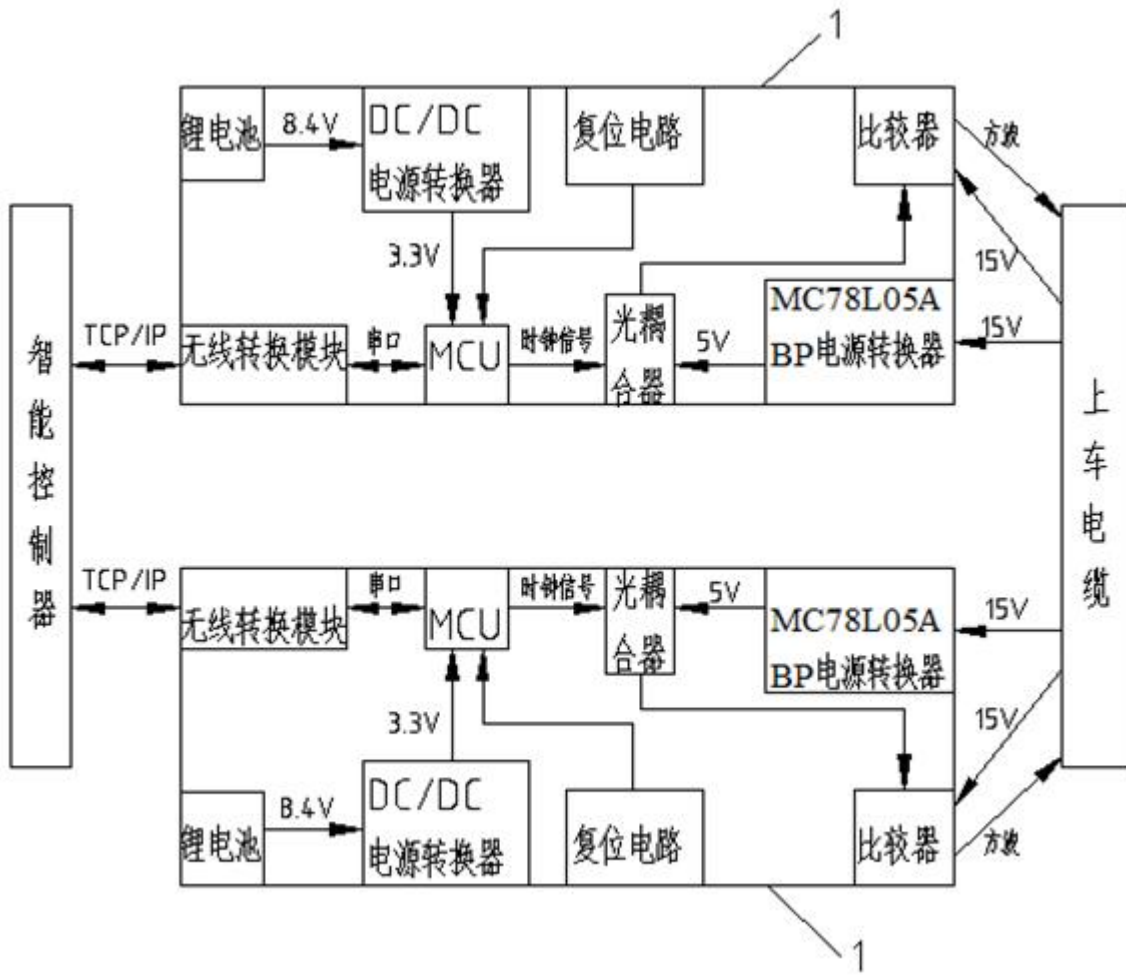 1
锂电池
8.4V
DC/DC
电源转换器
复位电路
比较器
方波
3.3V
15V
智能控制器
TCP/IP
无线转换模块
串口
MCU
时钟信号
光耦
合器
5V
MC78L05A
BP电源转换器
15V
上车电缆
TCP/IP
无线转换模块
串口
MCU
时钟信号
光耦
合器
5V
MC78L05A
BP电源转换器
15V
3.3V
15V
锂电池
8.4V
DC/DC
电源转换器
复位电路
比较器
方波
1